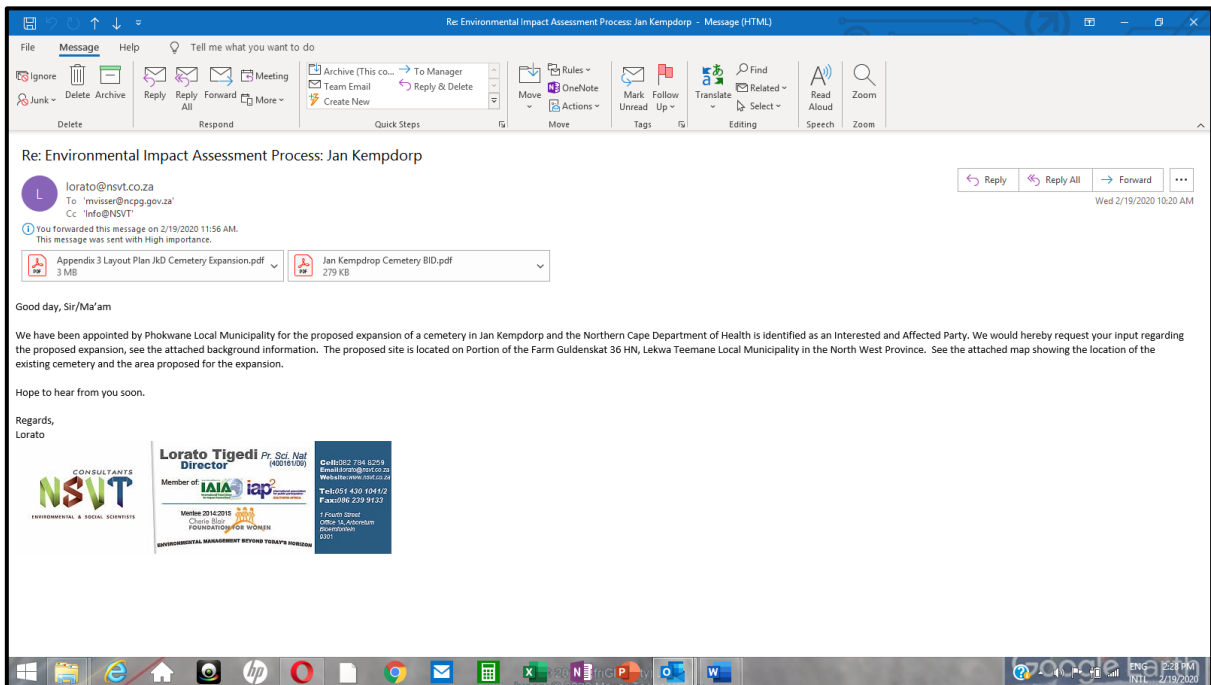 Re: Environmental Impact Assessment Process: Jan Kempdorp - Message (HTML)
File Message Help Tell me what you want to do
Ignore
Junk
Delete Archive
Reply Reply All Forward
Meeting
More
Archive (This co... To Manager
Team Email Reply & Delete
Create New
Move
Rules
OneNote
Actions
Mark Unread
Follow Up
Translate
Find
Related
Select
Read Aloud
Zoom
Delete Respond Quick Steps Move Tags Editing Speech Zoom
Re: Environmental Impact Assessment Process: Jan Kempdorp
L
lorato@nsvt.co.za
To 'mvisser@ncpg.gov.za'
Cc 'Info@NSVT'
Reply Reply All Forward
Wed 2/19/2020 10:20 AM
You forwarded this message on 2/19/2020 11:56 AM.
This message was sent with High importance.
Appendix 3 Layout Plan JkD Cemetery Expansion.pdf
3 MB
Jan Kempdrop Cemetery BID.pdf
279 KB
Good day, Sir/Ma'am
We have been appointed by Phokwane Local Municipality for the proposed expansion of a cemetery in Jan Kempdorp and the Northern Cape Department of Health is identified as an Interested and Affected Party. We would hereby request your input regarding
the proposed expansion, see the attached background information. The proposed site is located on Portion of the Farm Guldenskat 36 HN, Lekwa Teemane Local Municipality in the North West Province. See the attached map showing the location of the
existing cemetery and the area proposed for the expansion.
Hope to hear from you soon.
Regards,
Lorato
CONSULTANTS
NSVT
ENVIRONMENTAL & SOCIAL SCIENTISTS
Lorato Tigedi Pr. Sci. Nat
Director (400161/09)
Member of: IAIA iap2
Mentee 2014:2015
Cherie Blair
FOUNDATION FOR WOMEN
ENVIRONMENTAL MANAGEMENT BEYOND TODAY'S HORIZON
Cell:082 784 8259
Email:lorato@nsvt.co.za
Website:www.nsvt.co.za
Tel:051 430 1041/2
Fax:086 239 9133
1 Fourth Street
Office 1A, Arboretum
Bloemfontein
9301
ENG 2:28 PM
INTL 2/19/2020